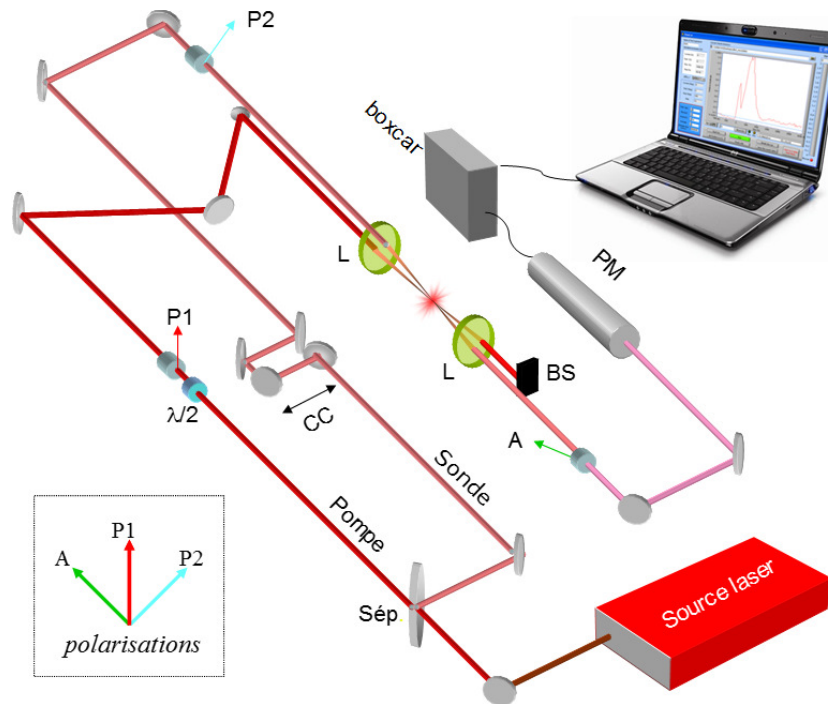 P2
boxcar
L
PM
P1
L
BS
λ/2
CC
A
Sonde
Pompe
P1
A
P2
Sép.
Source laser
polarisations